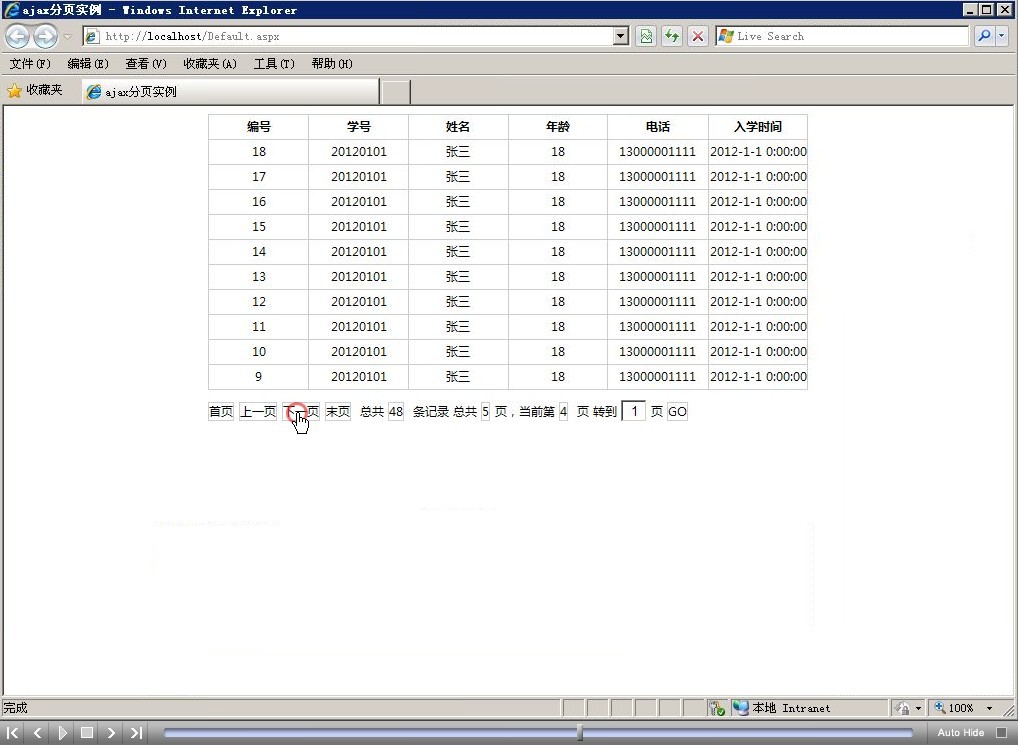 ajax分页实例 - Windows Internet Explorer
http://localhost/Default.aspx
Live Search
文件(F) 编辑(E) 查看(V) 收藏夹(A) 工具(T) 帮助(H)
收藏夹 ajax分页实例
编号 学号 姓名 年龄 电话 入学时间
18 20120101 张三 18 13000001111 2012-1-1 0:00:00
17 20120101 张三 18 13000001111 2012-1-1 0:00:00
16 20120101 张三 18 13000001111 2012-1-1 0:00:00
15 20120101 张三 18 13000001111 2012-1-1 0:00:00
14 20120101 张三 18 13000001111 2012-1-1 0:00:00
13 20120101 张三 18 13000001111 2012-1-1 0:00:00
12 20120101 张三 18 13000001111 2012-1-1 0:00:00
11 20120101 张三 18 13000001111 2012-1-1 0:00:00
10 20120101 张三 18 13000001111 2012-1-1 0:00:00
9 20120101 张三 18 13000001111 2012-1-1 0:00:00
首页 上一页 下一页 末页 总共 48 条记录 总共 5 页，当前第 4 页 转到 1 页 GO
完成 本地 Intranet 100%
Auto Hide